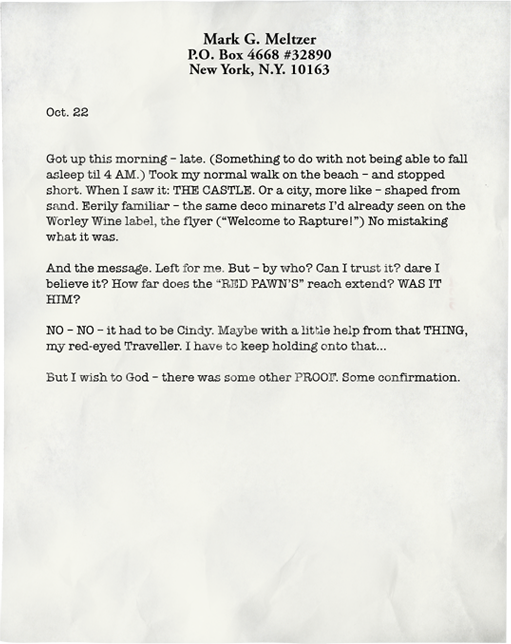 Mark G. Meltzer
P.O. Box 4668 #32890
New York, N.Y. 10163
Oct. 22
Got up this morning – late. (Something to do with not being able to fall
asleep til 4 AM.) Took my normal walk on the beach – and stopped
short. When I saw it: THE CASTLE. Or a city, more like – shaped from
sand. Eerily familiar – the same deco minarets I'd already seen on the
Worley Wine label, the flyer (“Welcome to Rapture!”) No mistaking
what it was.
And the message. Left for me. But – by who? Can I trust it? dare I
believe it? How far does the “RED PAWN'S” reach extend? WAS IT
HIM?
NO – NO – it had to be Cindy. Maybe with a little help from that THING,
my red-eyed Traveller. I have to keep holding onto that...
But I wish to God – there was some other PROOF. Some confirmation.